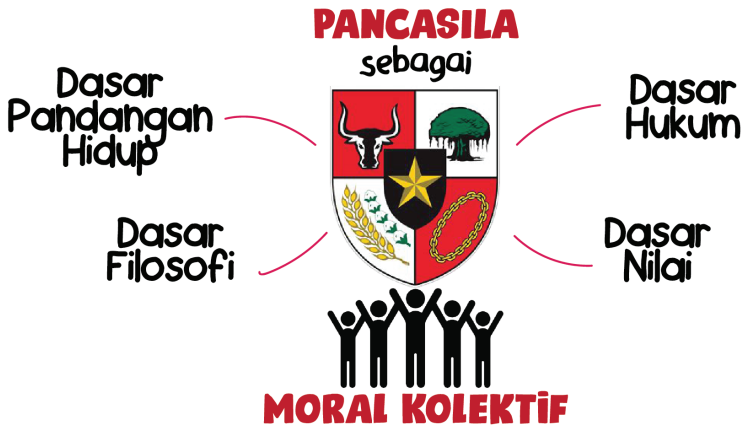 PANCASILA
sebagai
Dasar
Pandangan
Hidup
Dasar
Hukum
Dasar
Filosofi
Dasar
Nilai
MORAL KOLEKTiF